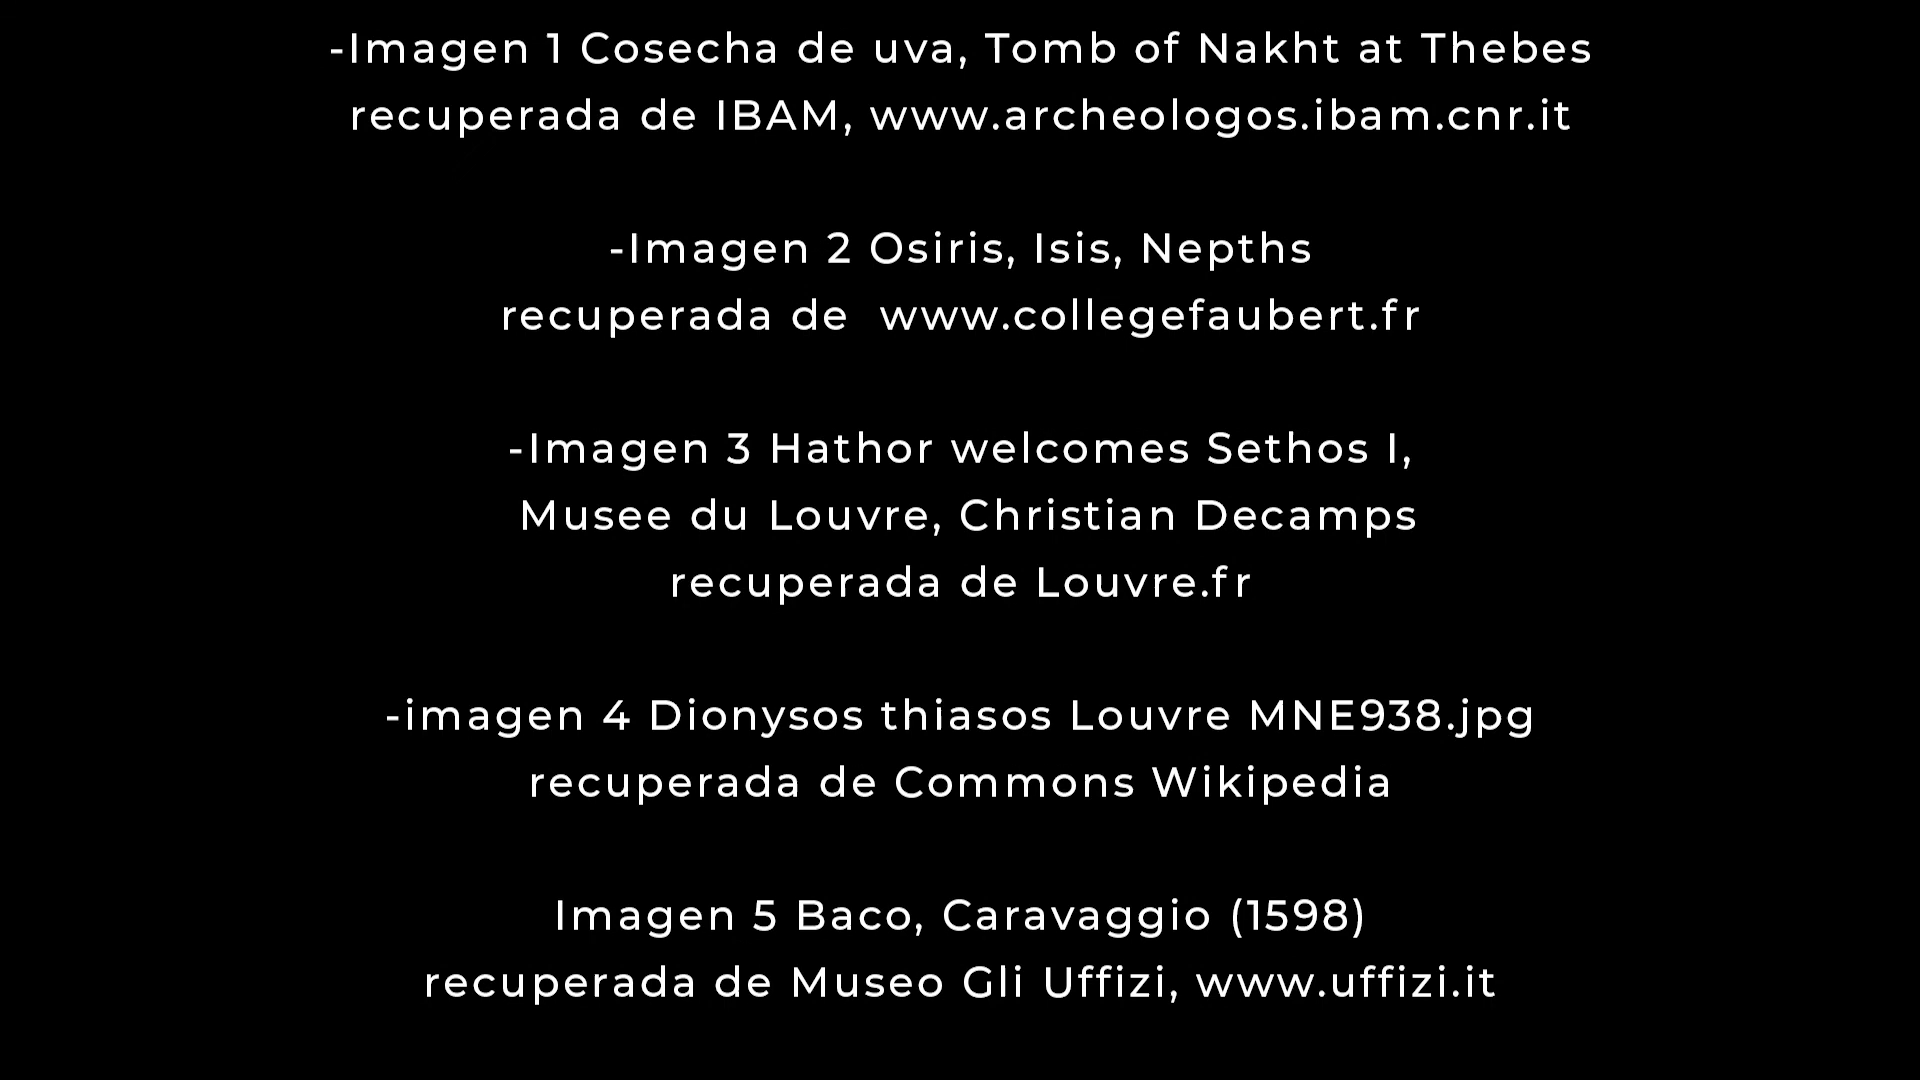 -Imagen 1 Cosecha de uva, Tomb of Nakht at Thebes
recuperada de IBAM, www.archeologos.ibam.cnr.it
-Imagen 2 Osiris, Isis, Nepths
recuperada de www.collegefaubert.fr
-Imagen 3 Hathor welcomes Sethos I,
Musee du Louvre, Christian Decamps
recuperada de Louvre.fr
-imagen 4 Dionysos thiasos Louvre MNE938.jpg
recuperada de Commons Wikipedia
Imagen 5 Baco, Caravaggio (1598)
recuperada de Museo Gli Uffizi, www.uffizi.it